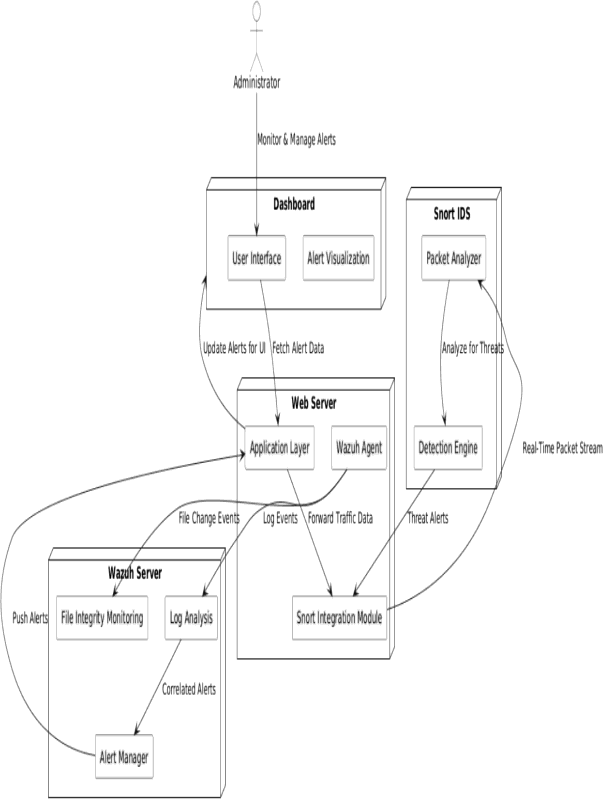 Administrator
Monitor & Manage Alerts
Dashboard
Snort IDS
User Interface
Alert Visualization
Packet Analyzer
Update Alerts for UI
Fetch Alert Data
Analyze for Threats
Web Server
Application Layer
Wazuh Agent
Detection Engine
Real-Time Packet Stream
File Change Events
Log Events
Forward Traffic Data
Threat Alerts
Wazuh Server
Push Alerts
File Integrity Monitoring
Log Analysis
Snort Integration Module
Correlated Alerts
Alert Manager